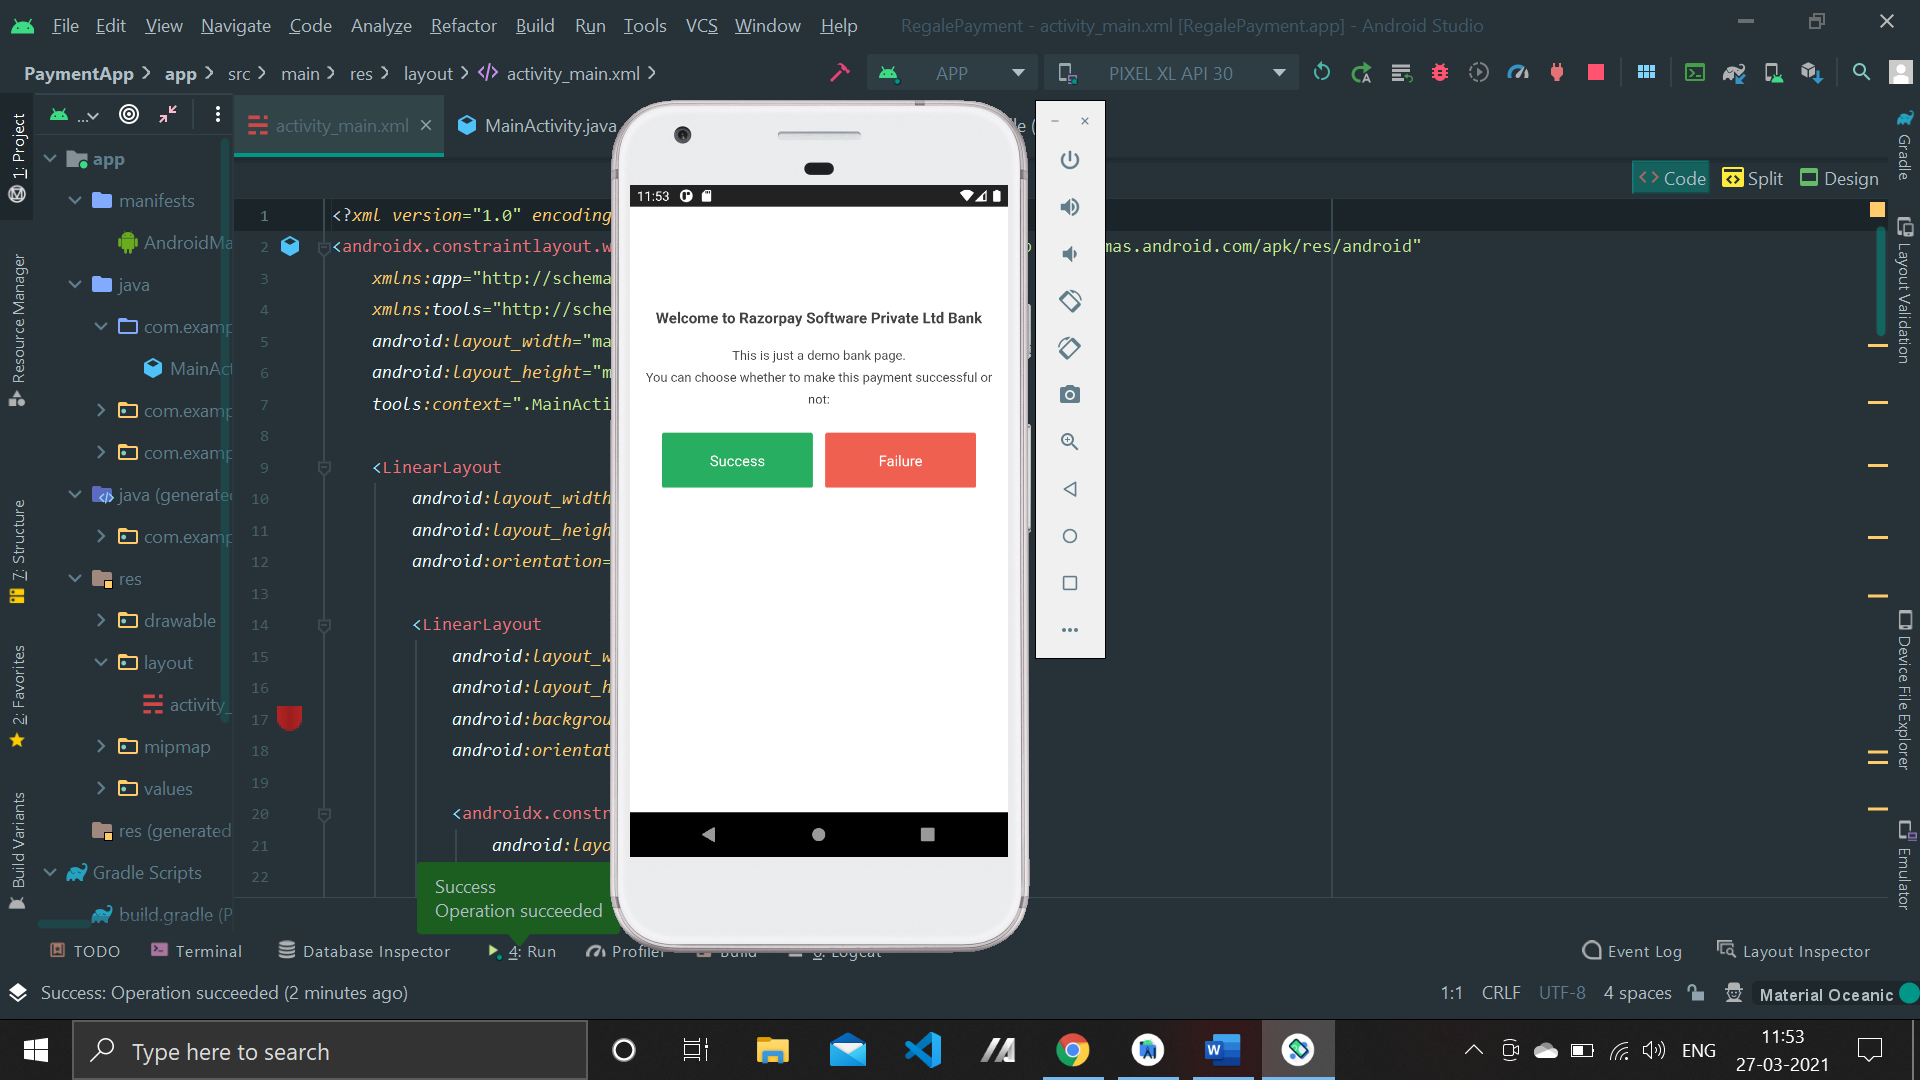 File Edit View Navigate Code Analyze Refactor Build Run Tools VCS Window Help RegalePayment - activity_main.xml [RegalePayment.app] - Android Studio
PaymentApp app src main res layout activity_main.xml APP PIXEL XL API 30
... activity_main.xml MainActivity.java le (
Code Split Design
1: Project
Resource Manager
7: Structure
2: Favorites
Build Variants
app
manifests
AndroidMa
java
com.examp
MainAct
com.examp
com.examp
java (generated
com.examp
res
drawable
layout
activity_
mipmap
values
res (generated
Gradle Scripts
build.gradle (P
1 <?xml version="1.0" encoding
2 <androidx.constraintlayout.w mas.android.com/apk/res/android"
3 xmlns:app="http://schema
4 xmlns:tools="http://sche
5 android:layout_width="ma
6 android:layout_height="m
7 tools:context=".MainActi
8
9 <LinearLayout
10 android:layout_width
11 android:layout_heigh
12 android:orientation=
13
14 <LinearLayout
15 android:layout_w
16 android:layout_h
17 android:backgrou
18 android:orientat
19
20 <androidx.constr
21 android:layo
22
11:53
Welcome to Razorpay Software Private Ltd Bank
This is just a demo bank page.
You can choose whether to make this payment successful or
not:
Success Failure
Gradle
Layout Validation
Device File Explorer
Emulator
Success
Operation succeeded
TODO Terminal Database Inspector 4: Run Profiler Build 6: Logcat Event Log Layout Inspector
Success: Operation succeeded (2 minutes ago) 1:1 CRLF UTF-8 4 spaces Material Oceanic
Type here to search ENG 11:53
27-03-2021